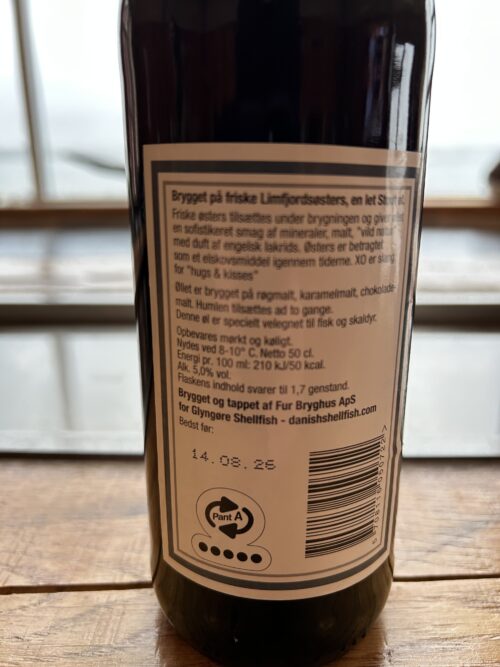 Brygget på friske Limfjordsøsters, en let
Friske østers tilsættes under brygningen og giver
en sofistikeret smag af mineraler, malt, "vild
med duft af engelsk lakrids. Østers er betragtet
som et elskovsmiddel igennem tiderne. XO er slang
for "hugs & kisses"
Øllet er brygget på røgmalt, karamelmalt, chokolade-
malt. Humlen tilsættes ad to gange.
Denne øl er specielt velegnet til fisk og skaldyr.
Opbevares mørkt og køligt.
Nydes ved 8-10° C. Netto 50 cl.
Energi pr. 100 ml: 210 kJ/50 kcal.
Alk. 5,0% vol.
Flaskens indhold svarer til 1,7 genstand.
Brygget og tappet af Fur Bryghus ApS
for Glyngøre Shellfish - danishshellfish.com
Bedst før:
14.08.25
Pant A